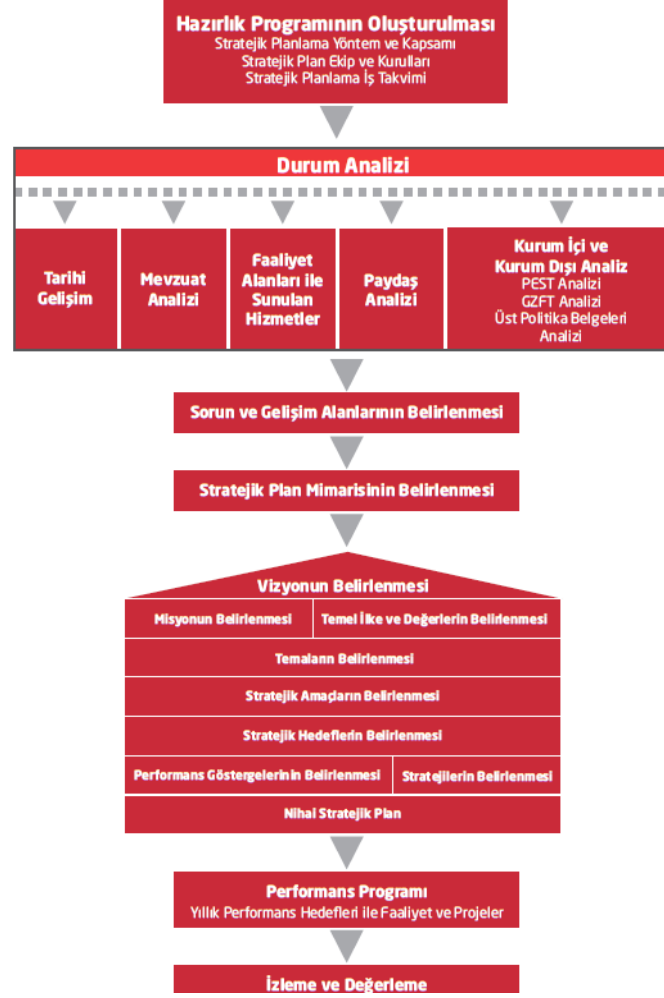 Hazırlık Programının Oluşturulması
Stratejik Planlama Yöntem ve Kapsamı
Stratejik Plan Ekip ve Kurulları
Stratejik Planlama İş Takvimi
Durum Analizi
Tarihi
Gelişim
Mevzuat
Analizi
Faaliyet
Alanları ile
Sunulan
Hizmetler
Paydaş
Analizi
Kurum İçi ve
Kurum Dışı Analiz
PEST Analizi
GZFT Analizi
Üst Politika Belgeleri
Analizi
Sorun ve Gelişim Alanlarının Belirlenmesi
Stratejik Plan Mimarisinin Belirlenmesi
Vizyonun Belirlenmesi
Misyonun Belirlenmesi
Temel İlke ve Değerlerin Belirlenmesi
Temaların Belirlenmesi
Stratejik Amaçların Belirlenmesi
Stratejik Hedeflerin Belirlenmesi
Performans Göstergelerinin Belirlenmesi
Stratejilerin Belirlenmesi
Nihai Stratejik Plan
Performans Programı
Yıllık Performans Hedefleri ile Faaliyet ve Projeler
İzleme ve Değerleme